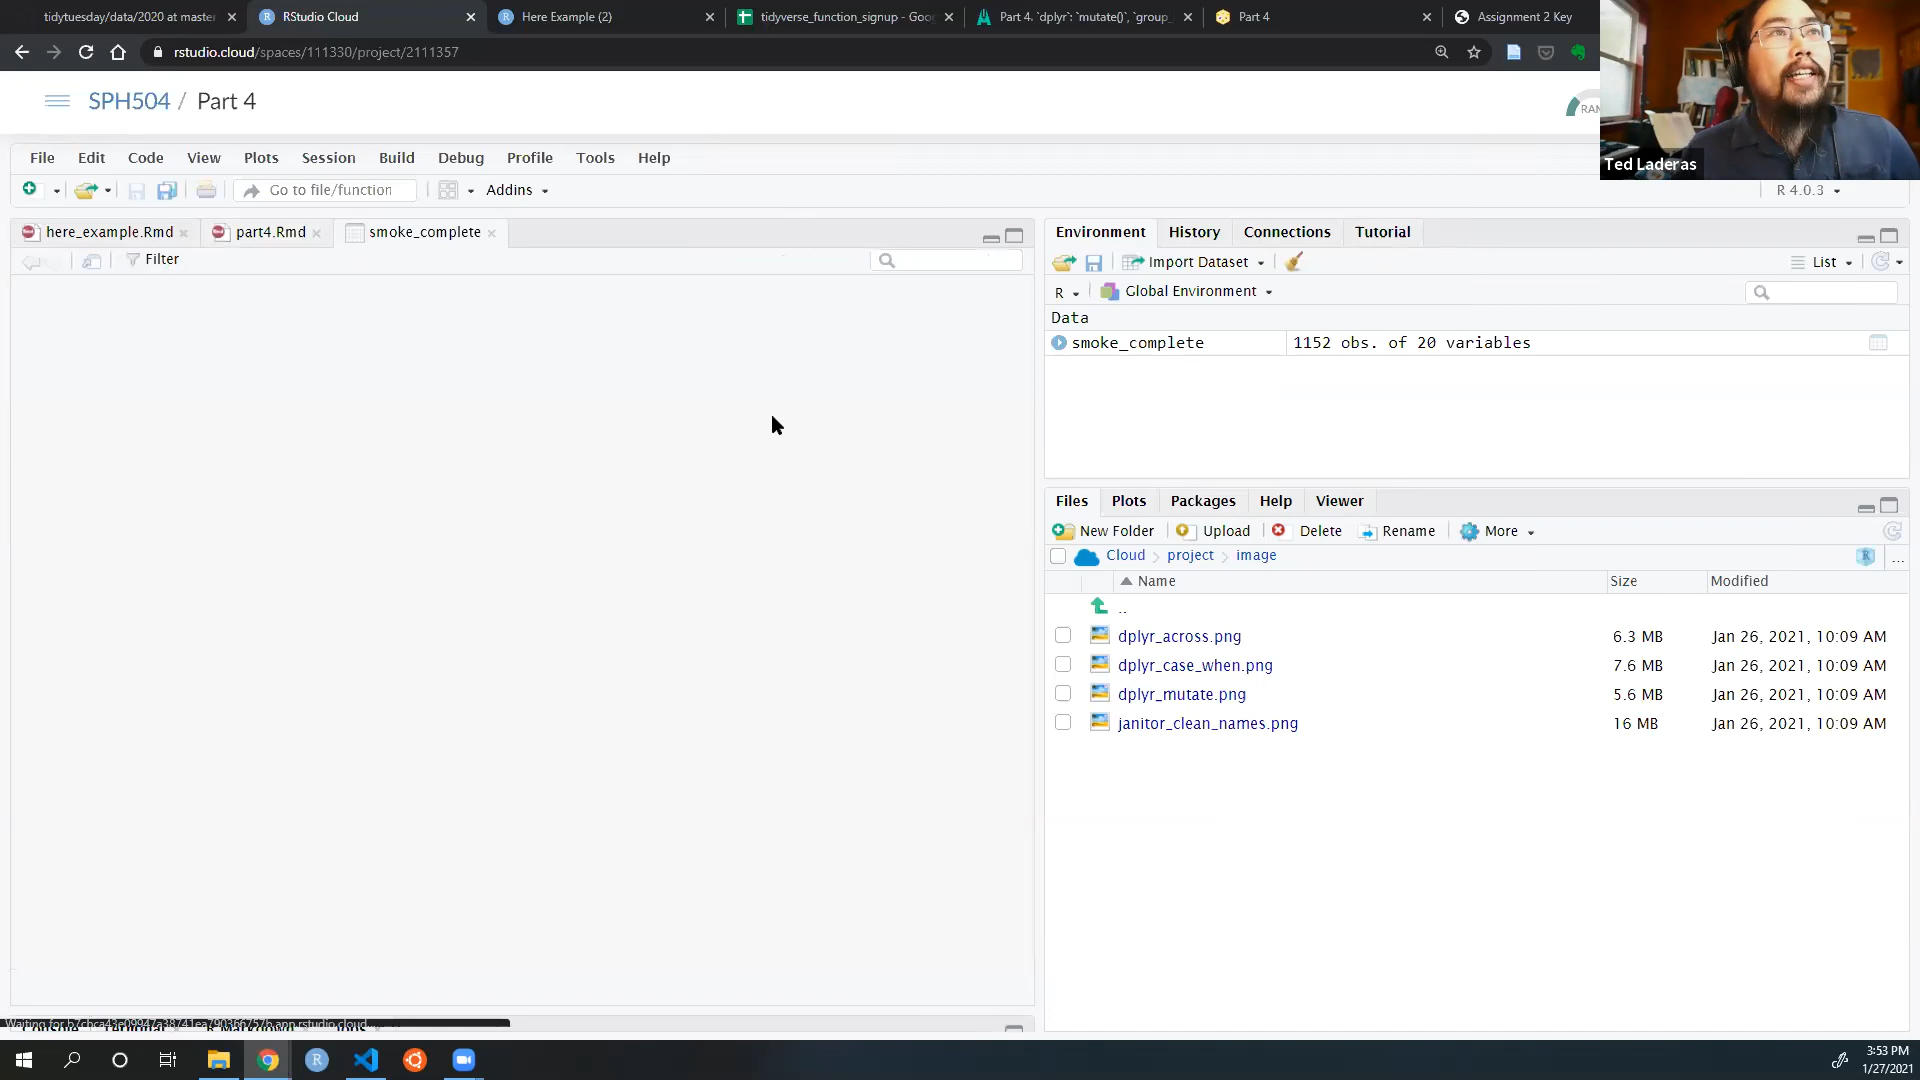 tidytuesday/data/2020 at master
RStudio Cloud
Here Example (2)
tidyverse_function_signup - Goo
Part 4. `dplyr`: `mutate()`, `group_
Part 4
Assignment 2 Key
rstudio.cloud/spaces/111330/project/2111357
SPH504 / Part 4
RAM
Ted Laderas
File Edit Code View Plots Session Build Debug Profile Tools Help
Go to file/function
Addins
R 4.0.3
here_example.Rmd
part4.Rmd
smoke_complete
Filter
Environment History Connections Tutorial
Import Dataset
List
R
Global Environment
Data
smoke_complete 1152 obs. of 20 variables
Files Plots Packages Help Viewer
New Folder Upload Delete Rename More
Cloud project image
...
Name Size Modified
..
dplyr_across.png 6.3 MB Jan 26, 2021, 10:09 AM
dplyr_case_when.png 7.6 MB Jan 26, 2021, 10:09 AM
dplyr_mutate.png 5.6 MB Jan 26, 2021, 10:09 AM
janitor_clean_names.png 16 MB Jan 26, 2021, 10:09 AM
Console Terminal R Markdown Jobs
3:53 PM
1/27/2021